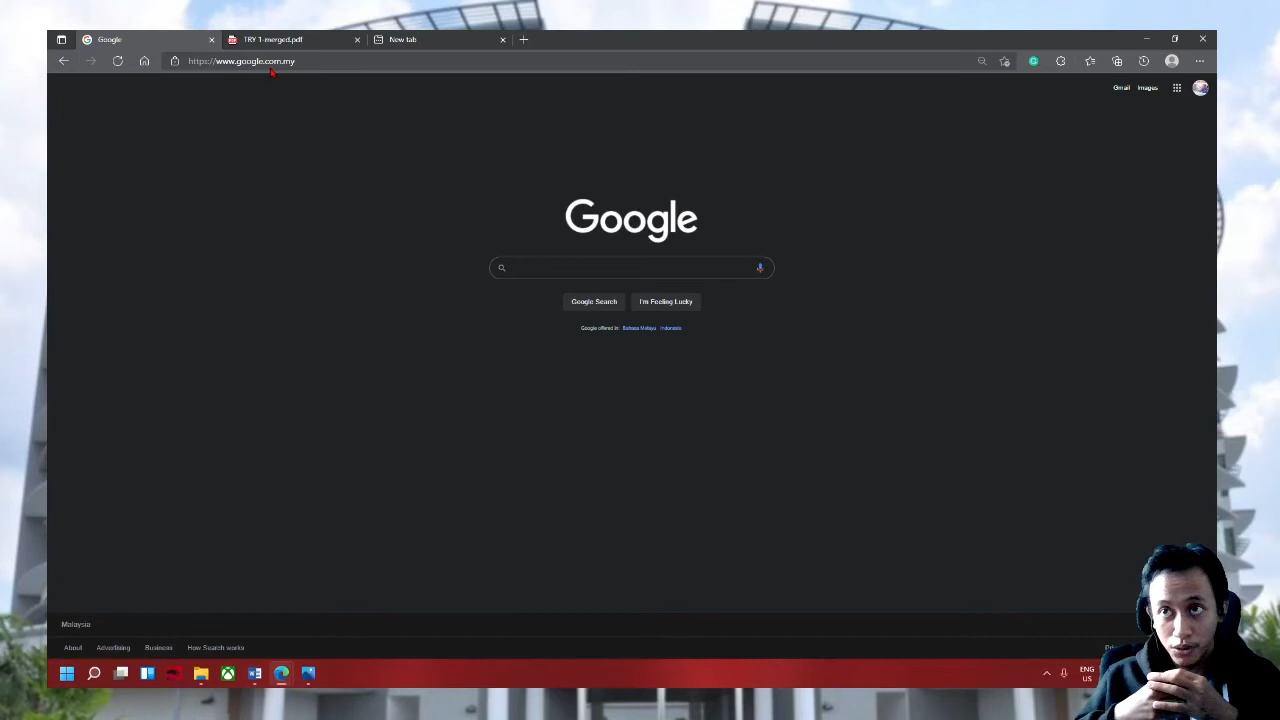 Google
TRY 1-merged.pdf
New tab
https://www.google.com.my
Gmail Images
Google
Google Search I'm Feeling Lucky
Google offered in: Bahasa Melayu Indonesia
Malaysia
About Advertising Business How Search works
ENG
US